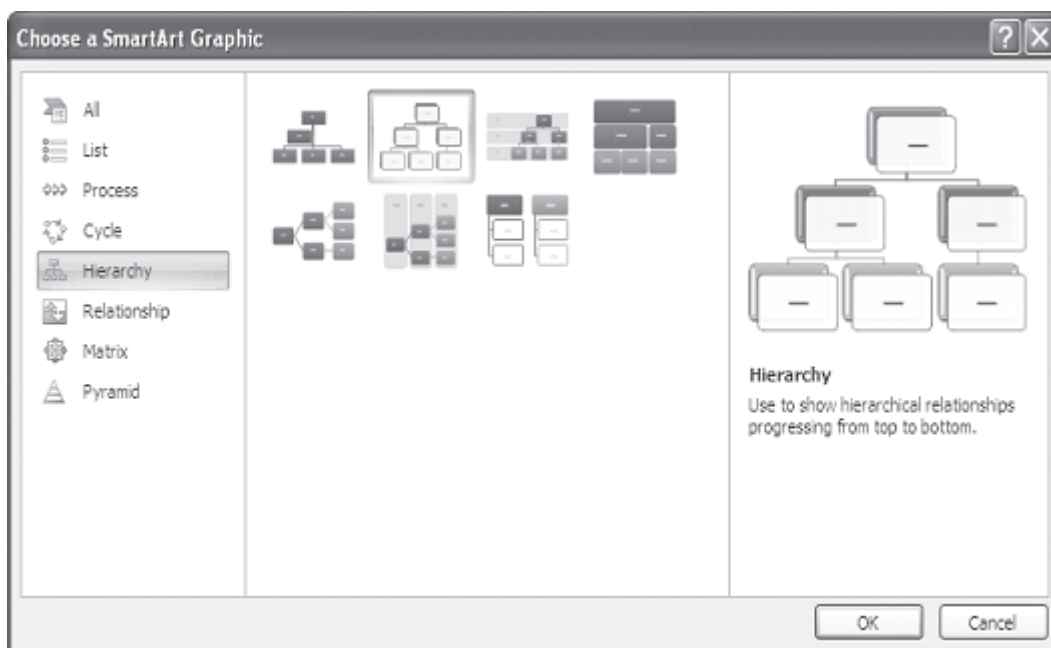 Choose a SmartArt Graphic
All
List
Process
Cycle
Hierarchy
Relationship
Matrix
Pyramid
Hierarchy
Use to show hierarchical relationships
progressing from top to bottom.
OK
Cancel